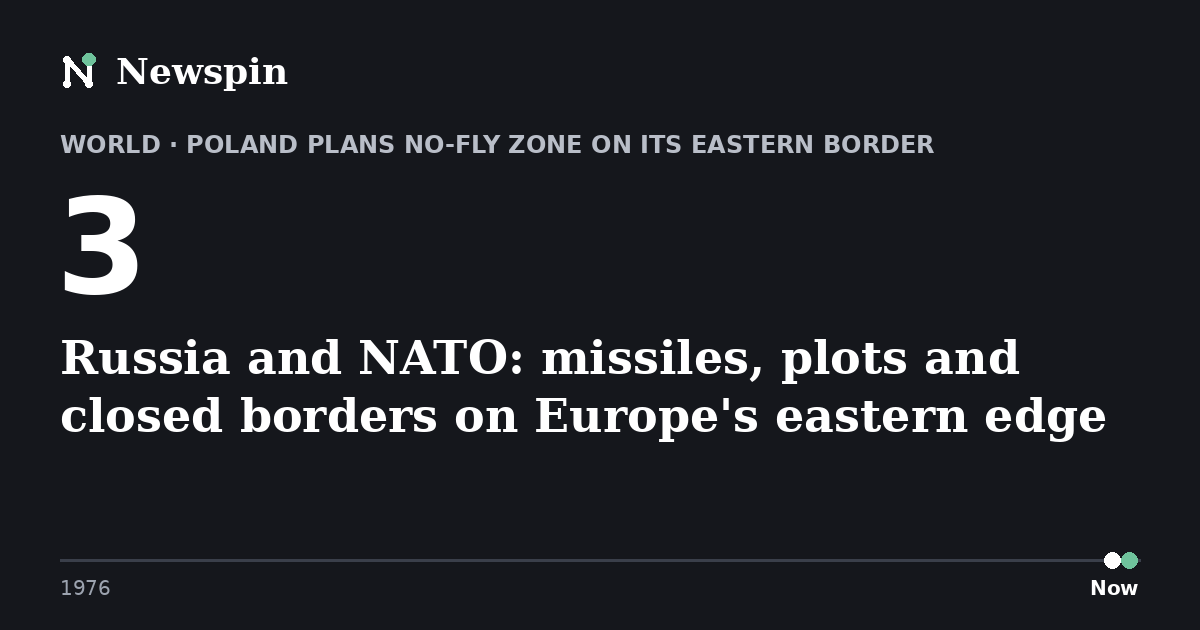 Newspin
WORLD · POLAND PLANS NO-FLY ZONE ON ITS EASTERN BORDER
3
Russia and NATO: missiles, plots and
closed borders on Europe's eastern edge
1976
Now